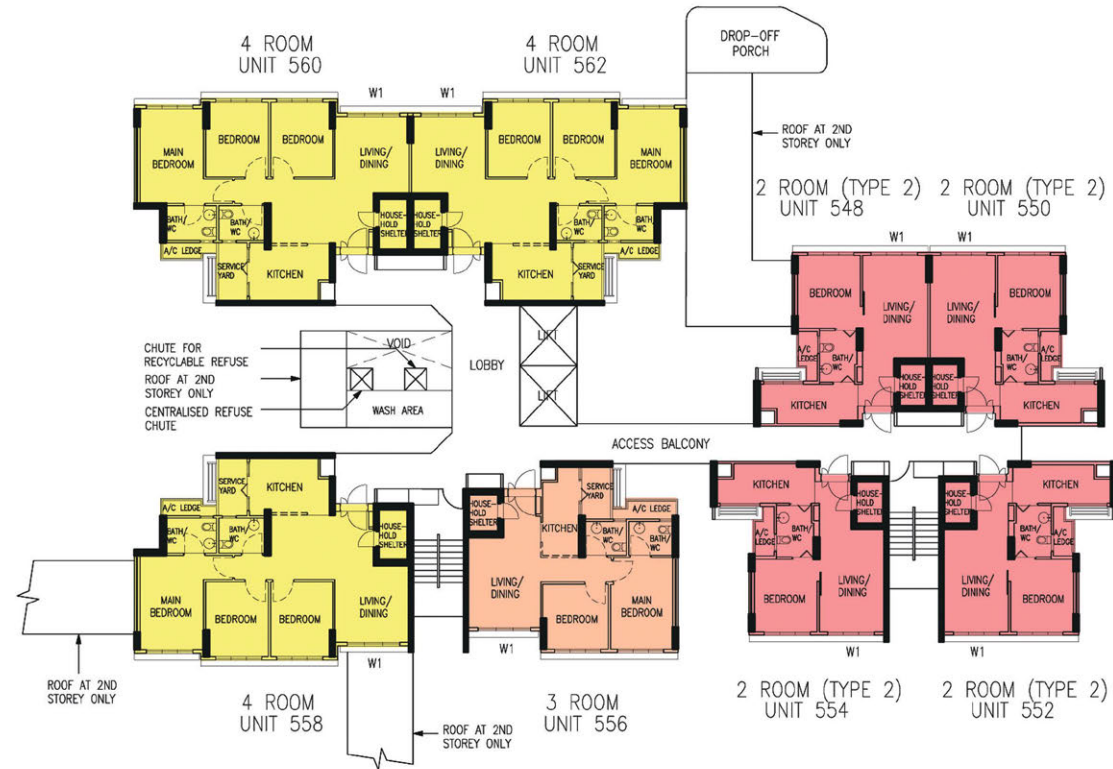 4 ROOM
UNIT 560
4 ROOM
UNIT 562
DROP-OFF
PORCH
W1
W1
BEDROOM
BEDROOM
MAIN
BEDROOM
LIVING/
DINING
LIVING/
DINING
BEDROOM
BEDROOM
MAIN
BEDROOM
ROOF AT 2ND
STOREY ONLY
2 ROOM (TYPE 2)
UNIT 548
2 ROOM (TYPE 2)
UNIT 550
BATH/
WC
BATH/
WC
HOUSE-
HOLD
SHELTER
HOUSE-
HOLD
SHELTER
BATH/
WC
BATH/
WC
A/C LEDGE
SERVICE
YARD
KITCHEN
KITCHEN
SERVICE
YARD
A/C LEDGE
W1
W1
BEDROOM
LIVING/
DINING
LIVING/
DINING
BEDROOM
A/C
LEDGE
BATH/
WC
BATH/
WC
A/C
LEDGE
HOUSE-
HOLD
SHELTER
HOUSE-
HOLD
SHELTER
KITCHEN
KITCHEN
CHUTE FOR
RECYCLABLE REFUSE
ROOF AT 2ND
STOREY ONLY
CENTRALISED REFUSE
CHUTE
VOID
WASH AREA
LOBBY
LIFT
LIFT
ACCESS BALCONY
SERVICE
YARD
KITCHEN
A/C LEDGE
BATH/
WC
BATH/
WC
HOUSE-
HOLD
SHELTER
MAIN
BEDROOM
BEDROOM
BEDROOM
LIVING/
DINING
W1
HOUSE-
HOLD
SHELTER
KITCHEN
SERVICE
YARD
A/C LEDGE
BATH/
WC
BATH/
WC
LIVING/
DINING
BEDROOM
MAIN
BEDROOM
W1
KITCHEN
HOUSE-
HOLD
SHELTER
A/C
LEDGE
BATH/
WC
BEDROOM
LIVING/
DINING
W1
HOUSE-
HOLD
SHELTER
KITCHEN
BATH/
WC
A/C
LEDGE
LIVING/
DINING
BEDROOM
W1
ROOF AT 2ND
STOREY ONLY
4 ROOM
UNIT 558
ROOF AT 2ND
STOREY ONLY
3 ROOM
UNIT 556
2 ROOM (TYPE 2)
UNIT 554
2 ROOM (TYPE 2)
UNIT 552